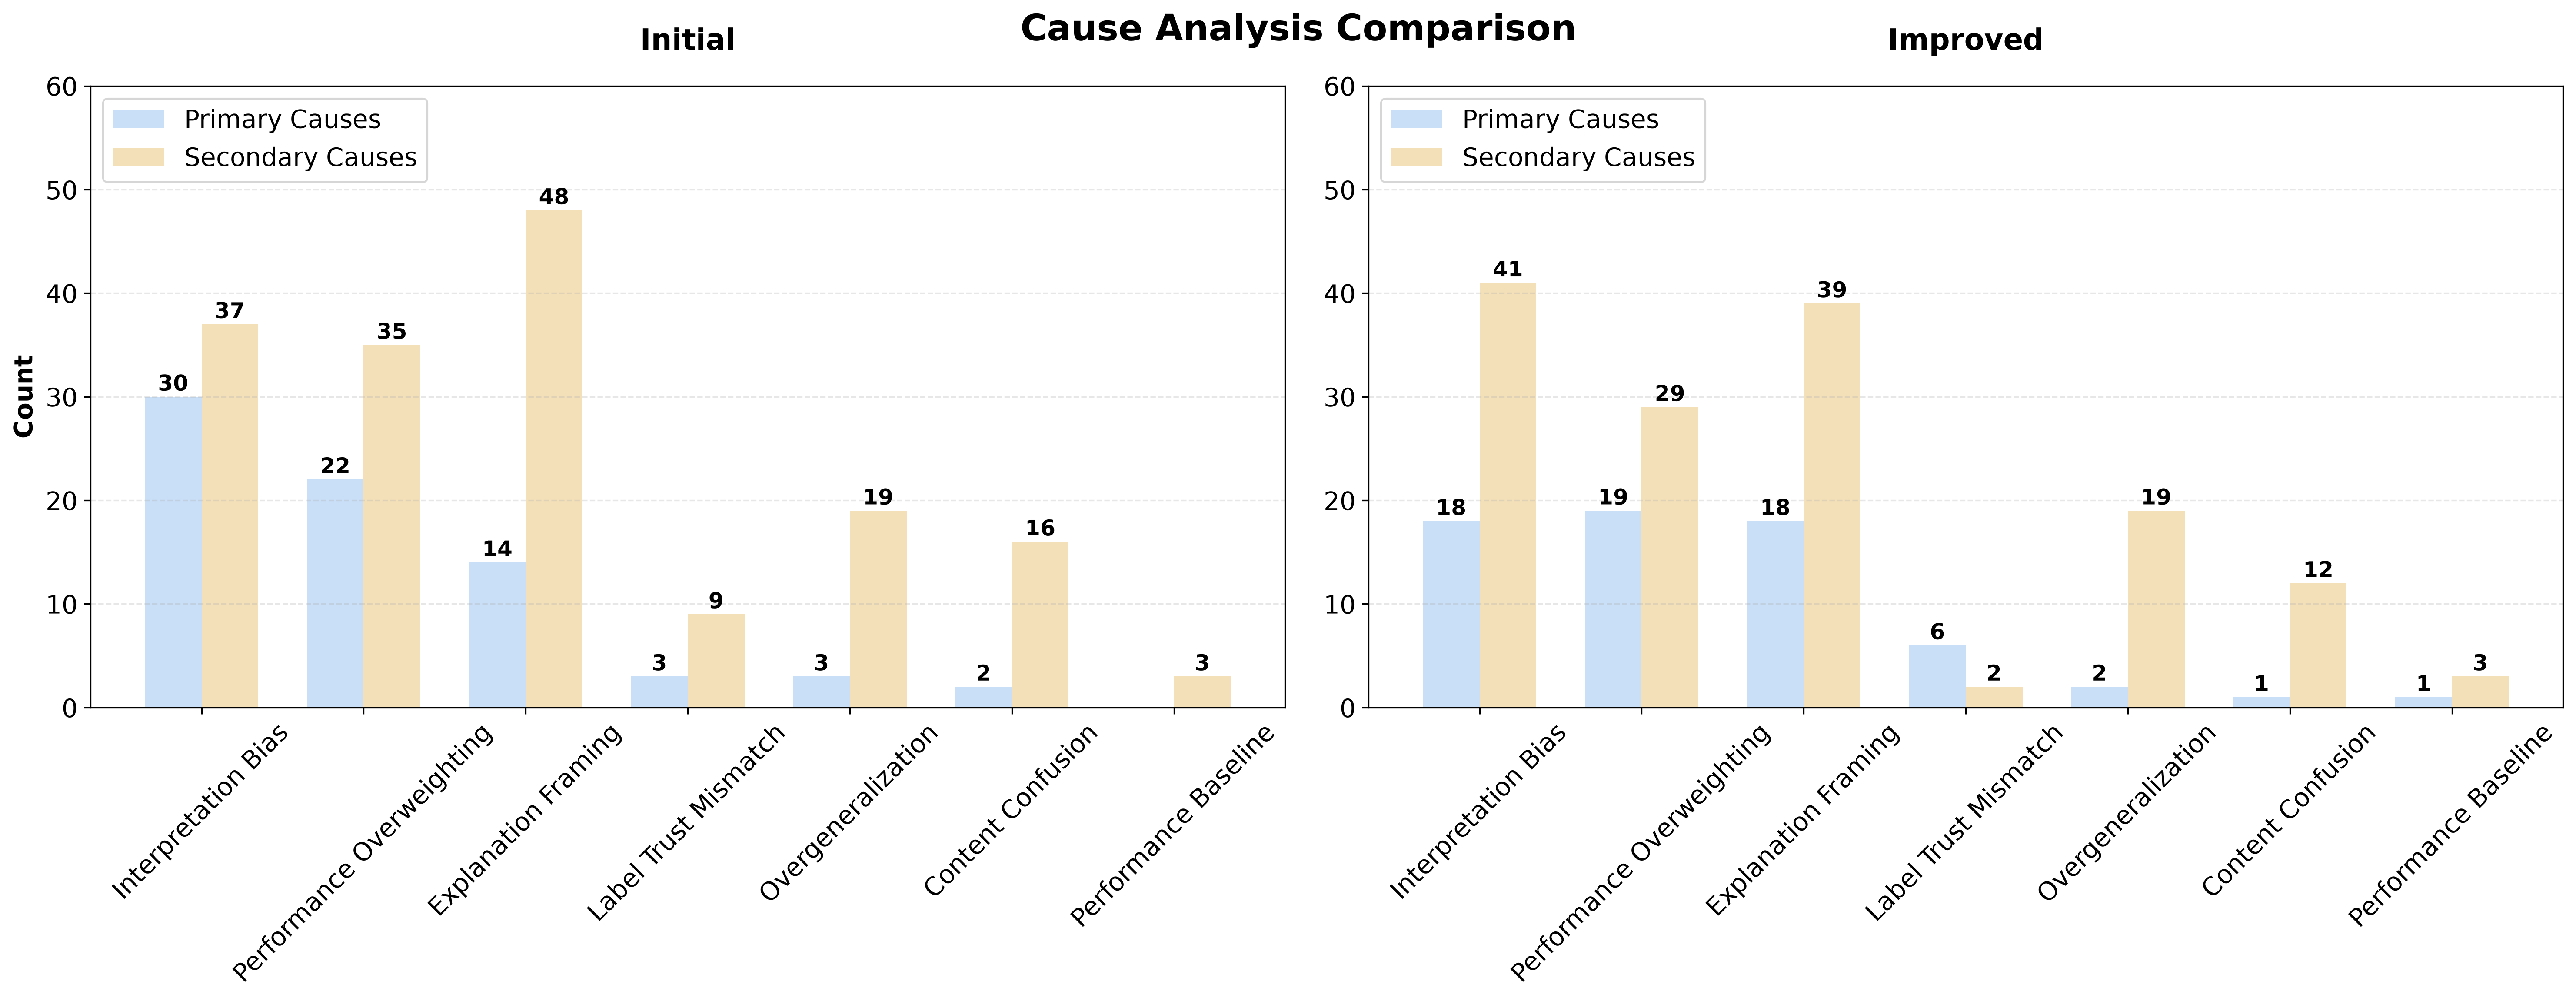 Cause Analysis Comparison
Initial
Primary Causes
Secondary Causes
Count
60
50
40
30
20
10
0
30
37
22
35
14
48
3
9
3
19
2
16
3
Interpretation Bias
Performance Overweighting
Explanation Framing
Label Trust Mismatch
Overgeneralization
Content Confusion
Performance Baseline
Improved
Primary Causes
Secondary Causes
60
50
40
30
20
10
0
18
41
19
29
18
39
6
2
2
19
1
12
1
3
Interpretation Bias
Performance Overweighting
Explanation Framing
Label Trust Mismatch
Overgeneralization
Content Confusion
Performance Baseline